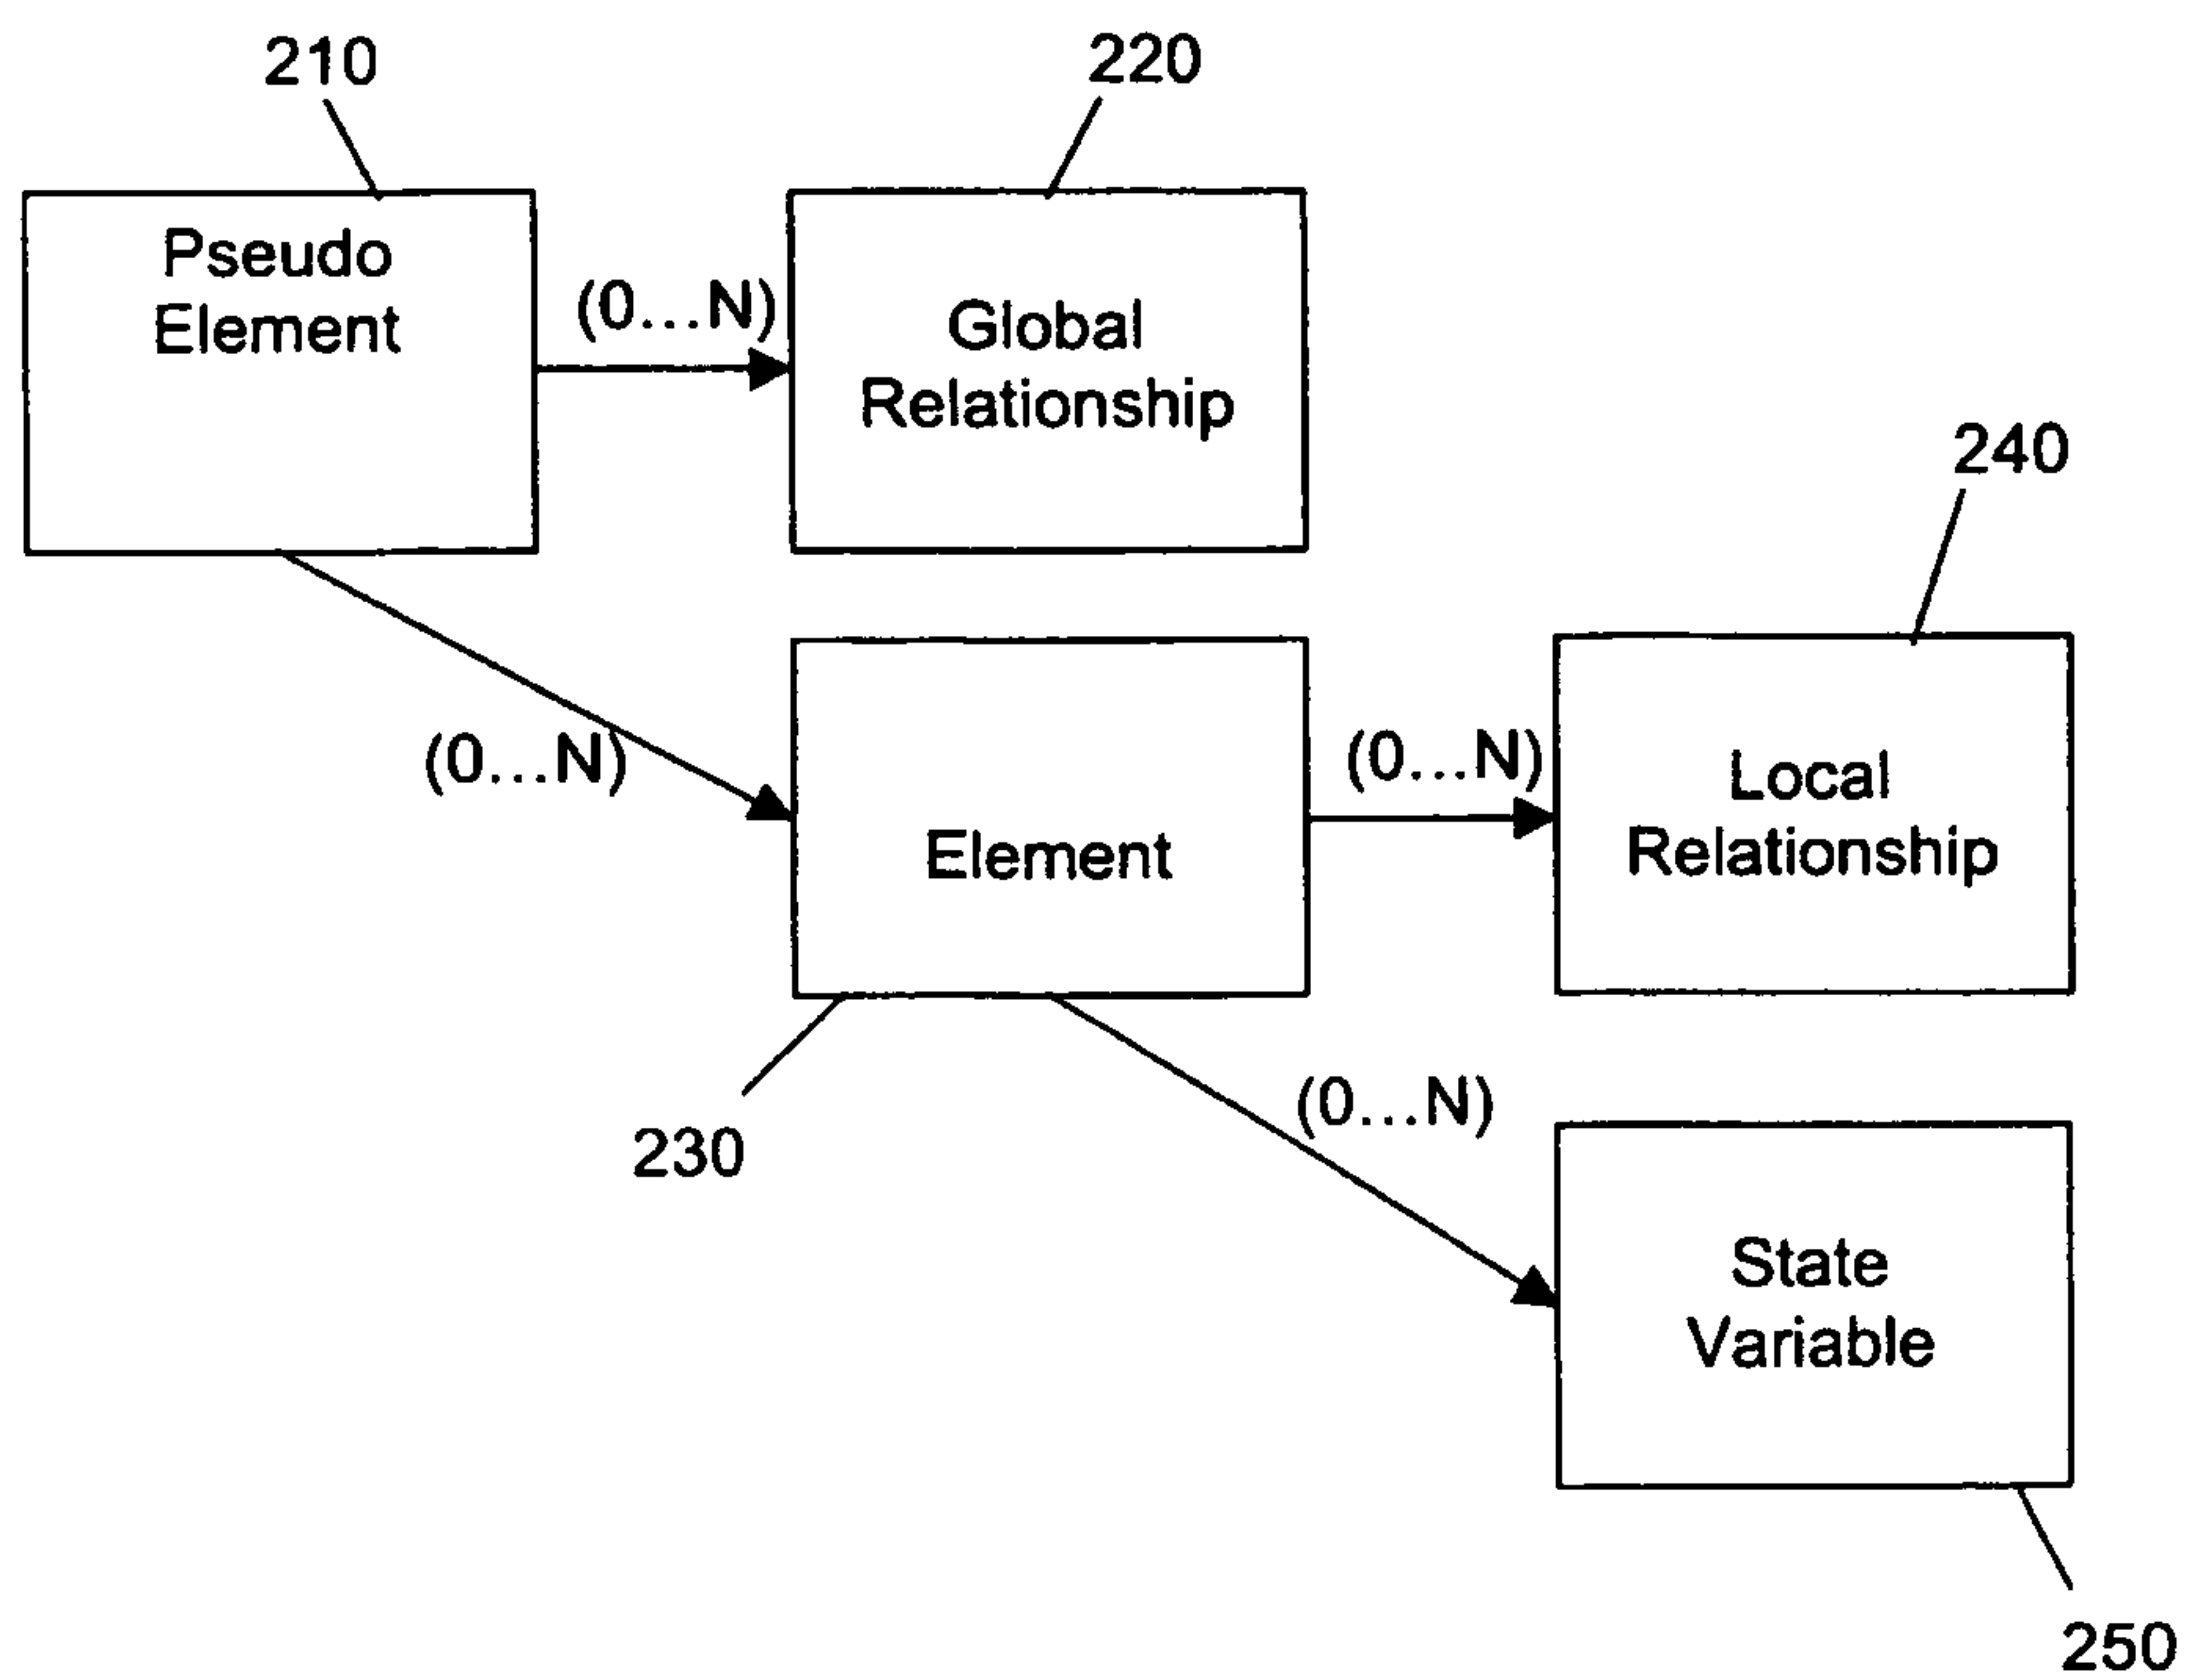 210
220
Pseudo
Element
(0...N)
Global
Relationship
240
(0...N)
Element
(0...N)
Local
Relationship
230
(0...N)
State
Variable
250